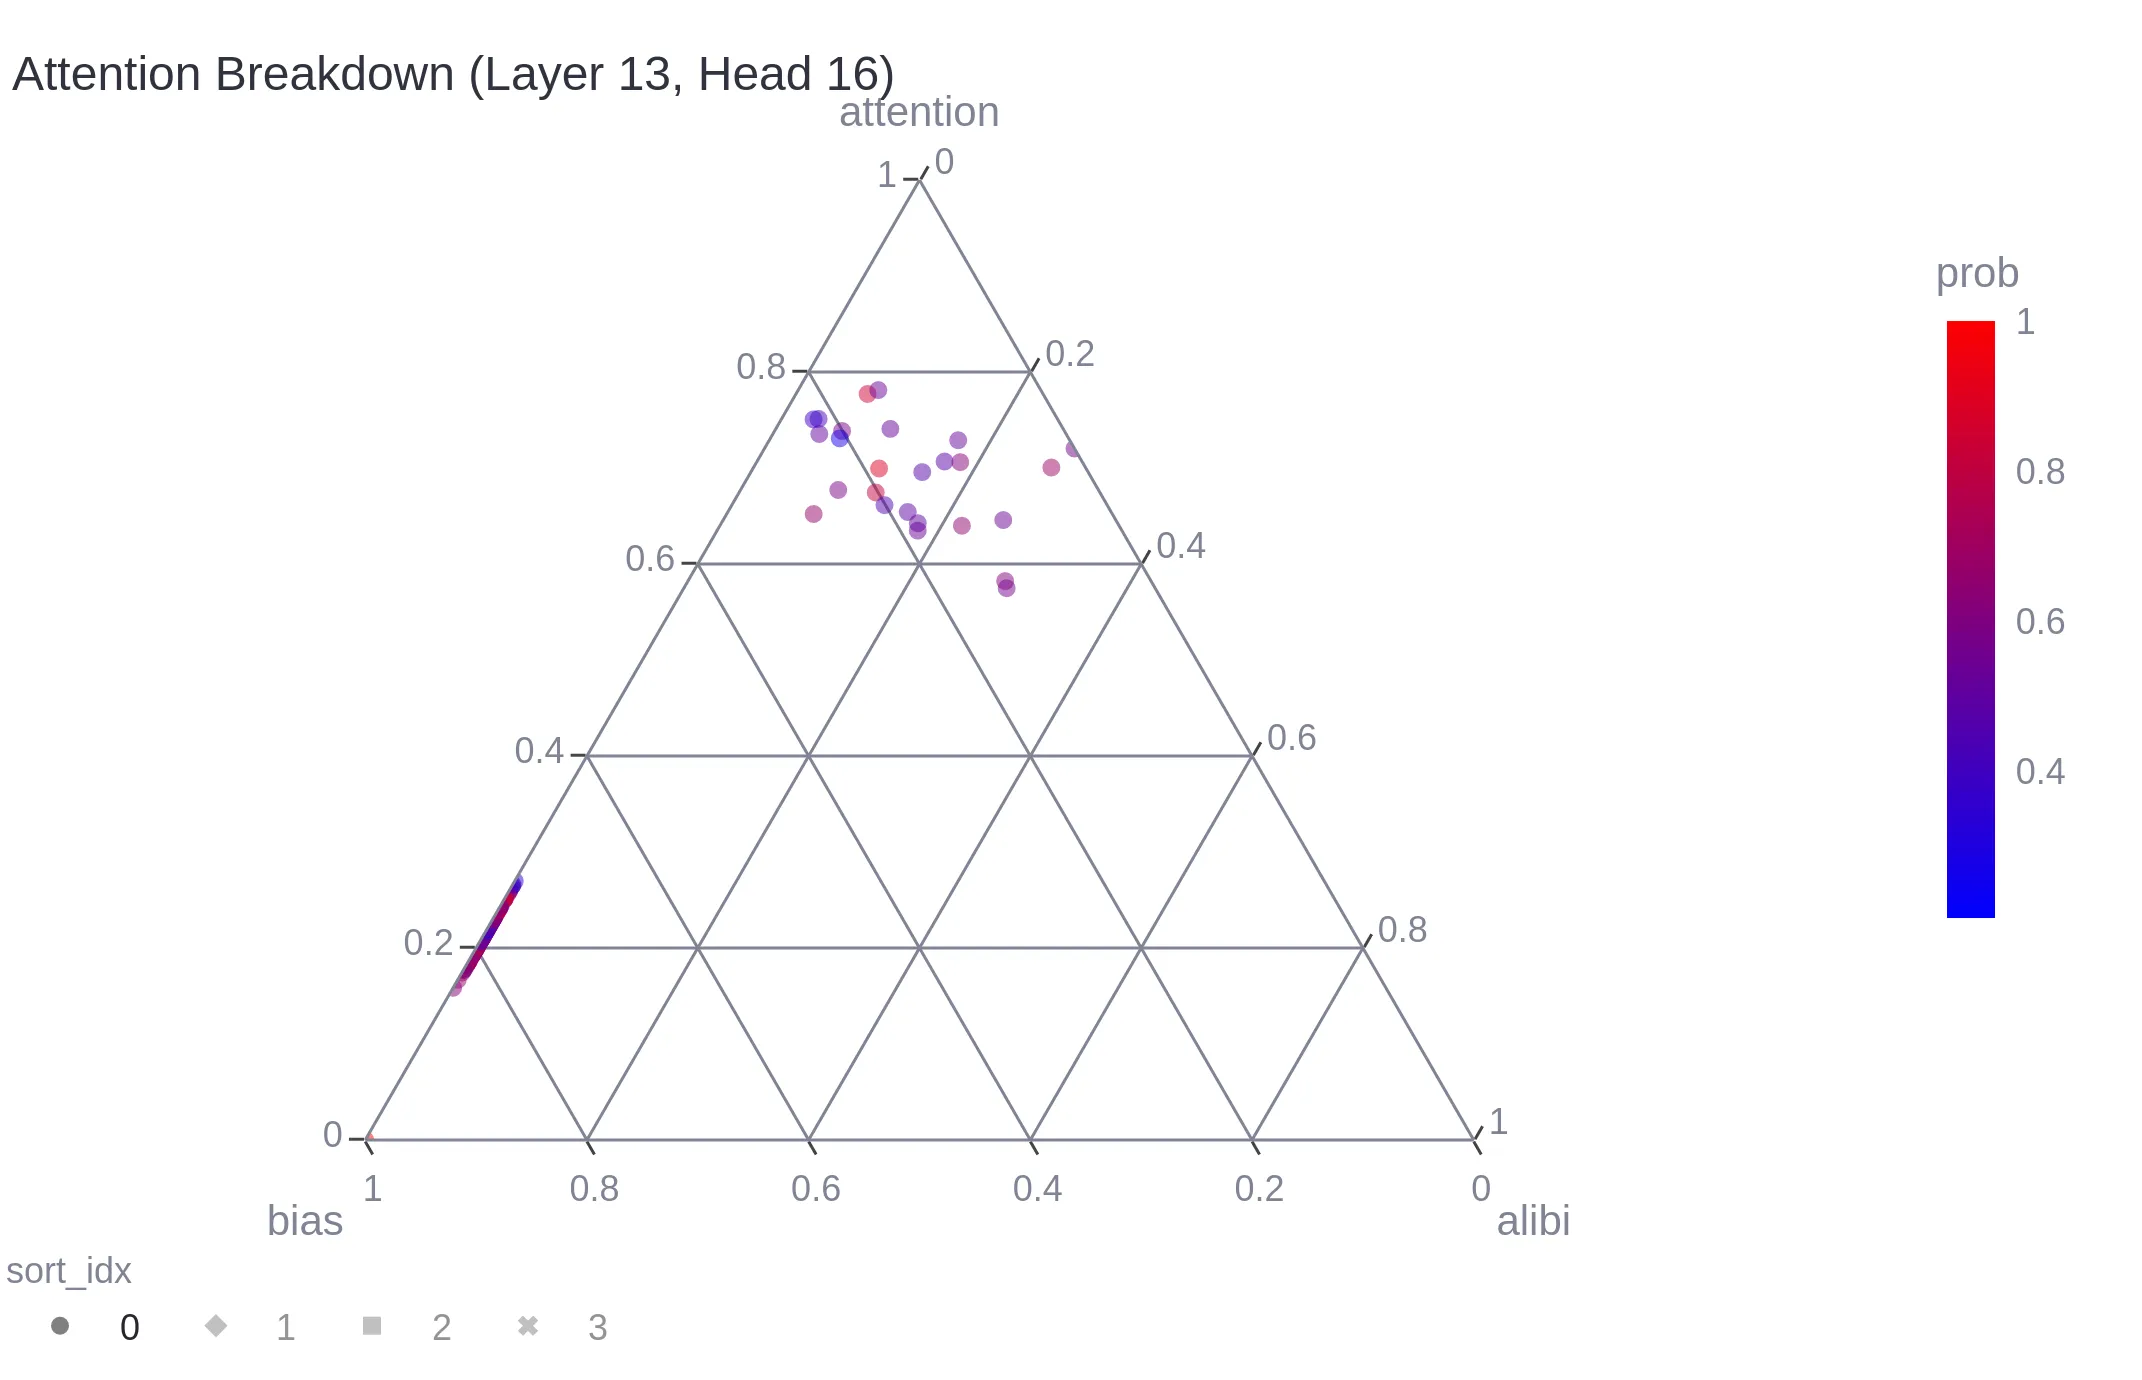 Attention Breakdown (Layer 13, Head 16)
attention
1 0
prob
1
0.8 0.2
0.8
0.6 0.4
0.6
0.4 0.6
0.4
0.2 0.8
0 1
1 0.8 0.6 0.4 0.2 0
bias alibi
sort_idx
0 1 2 3